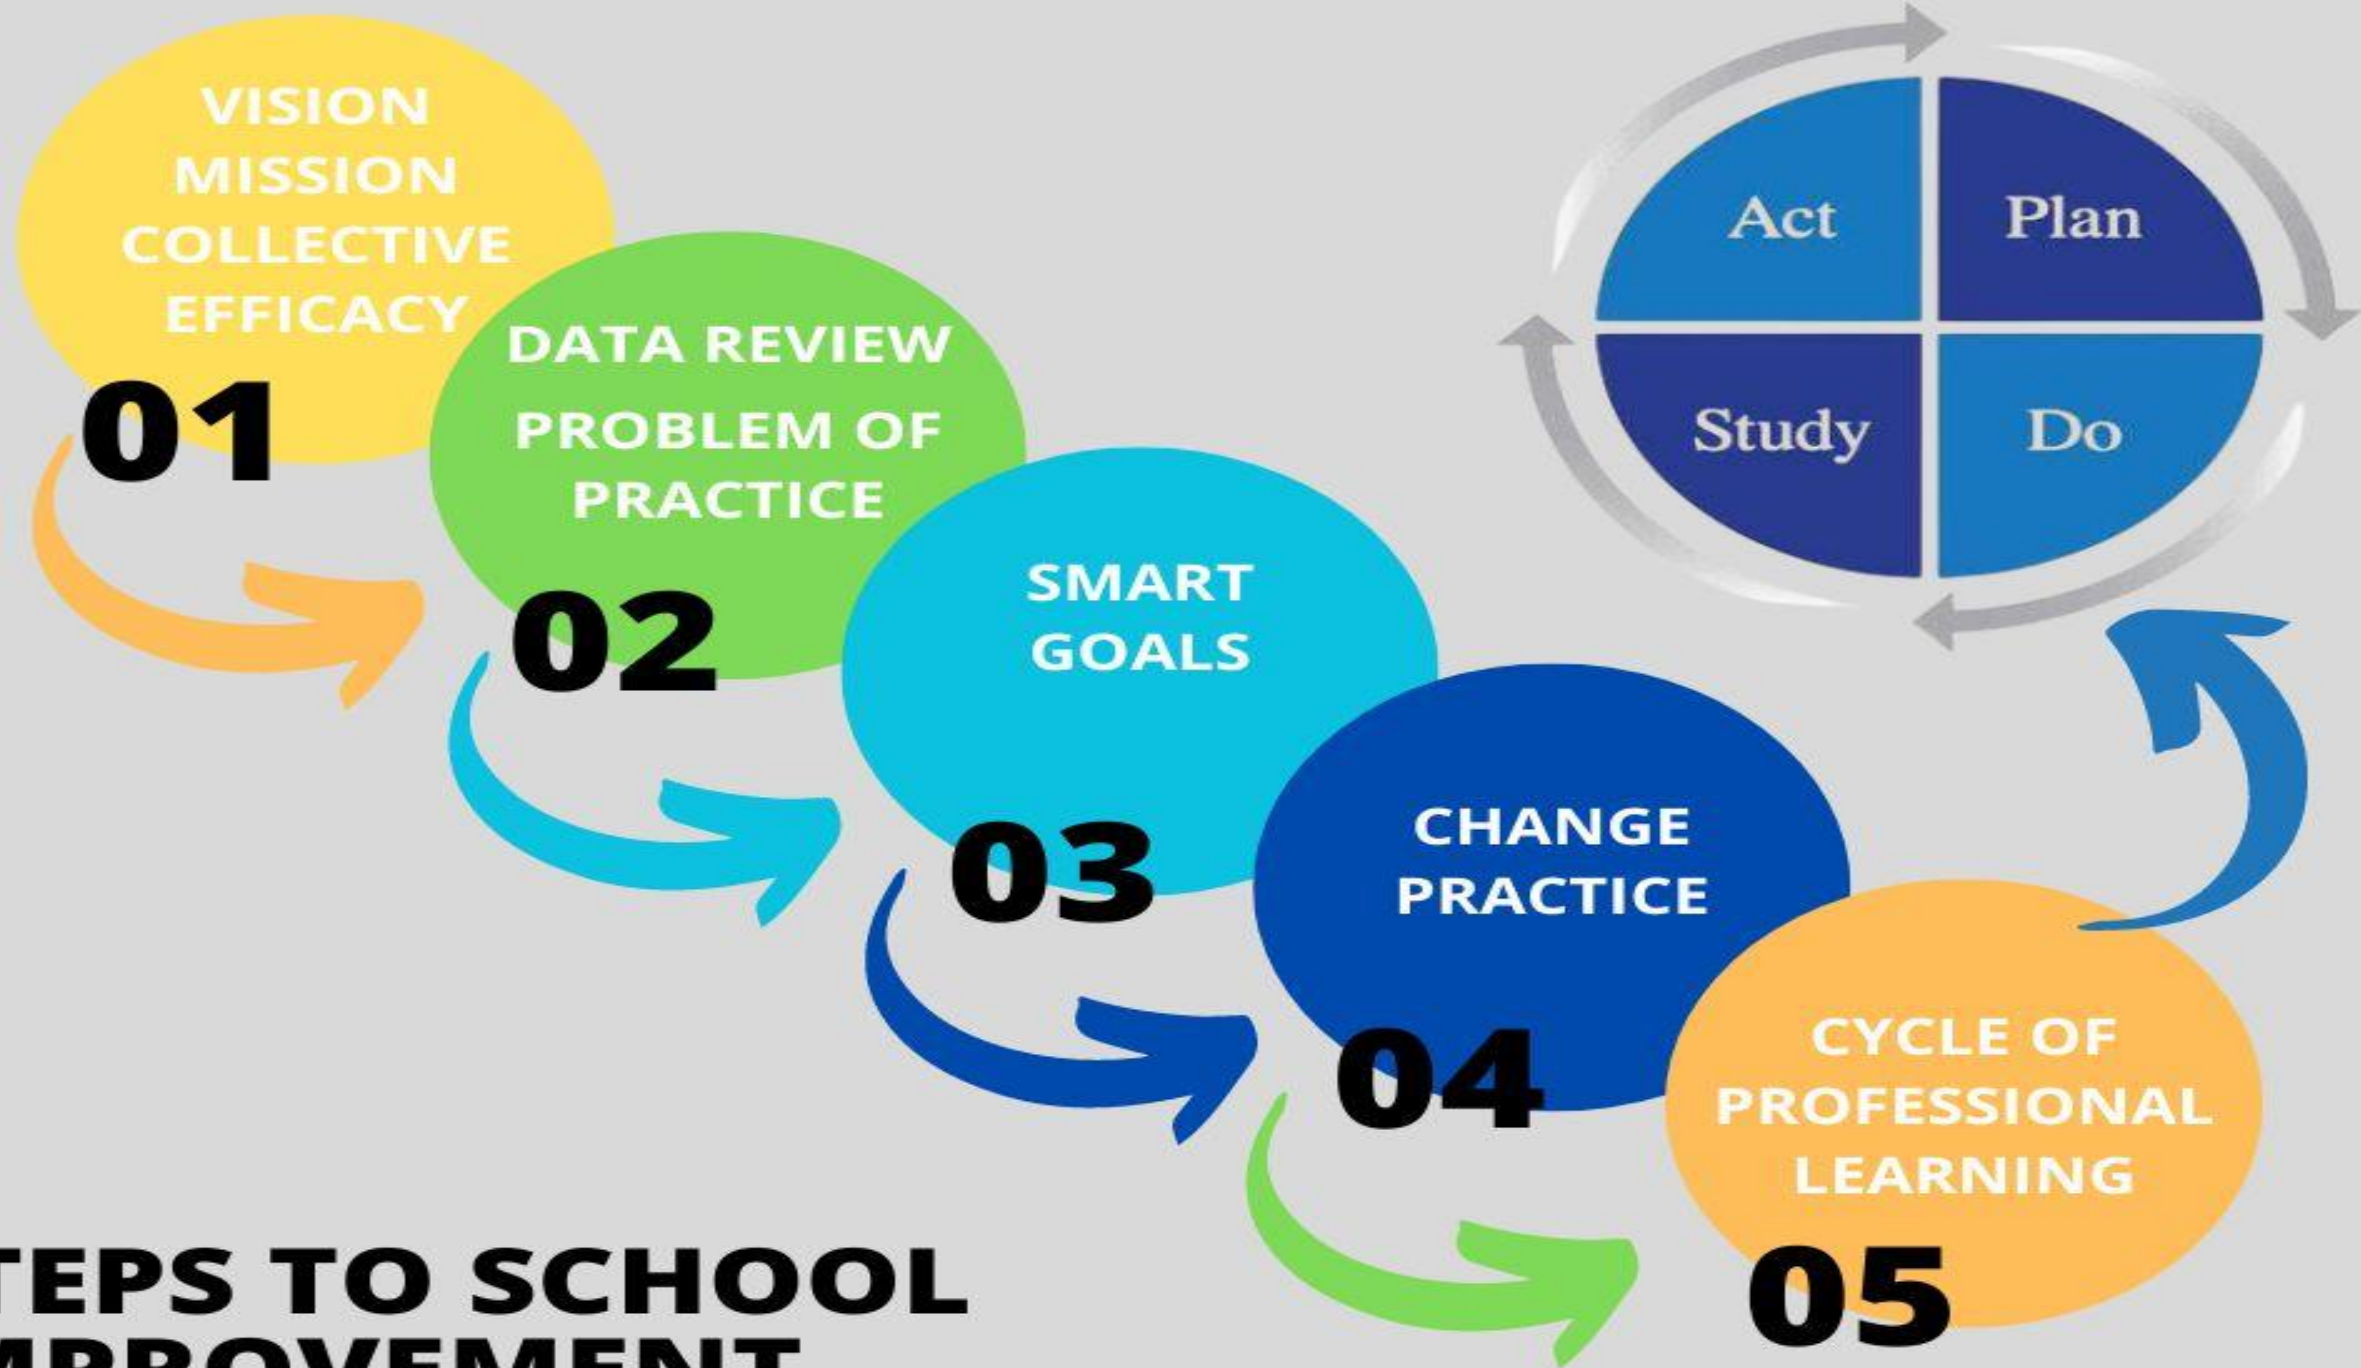 VISION
MISSION
COLLECTIVE
EFFICACY
01
DATA REVIEW
PROBLEM OF
PRACTICE
02
SMART
GOALS
03
CHANGE
PRACTICE
04
CYCLE OF
PROFESSIONAL
LEARNING
05
Act
Plan
Study
Do
TEPS TO SCHOOL
MPROVEMENT